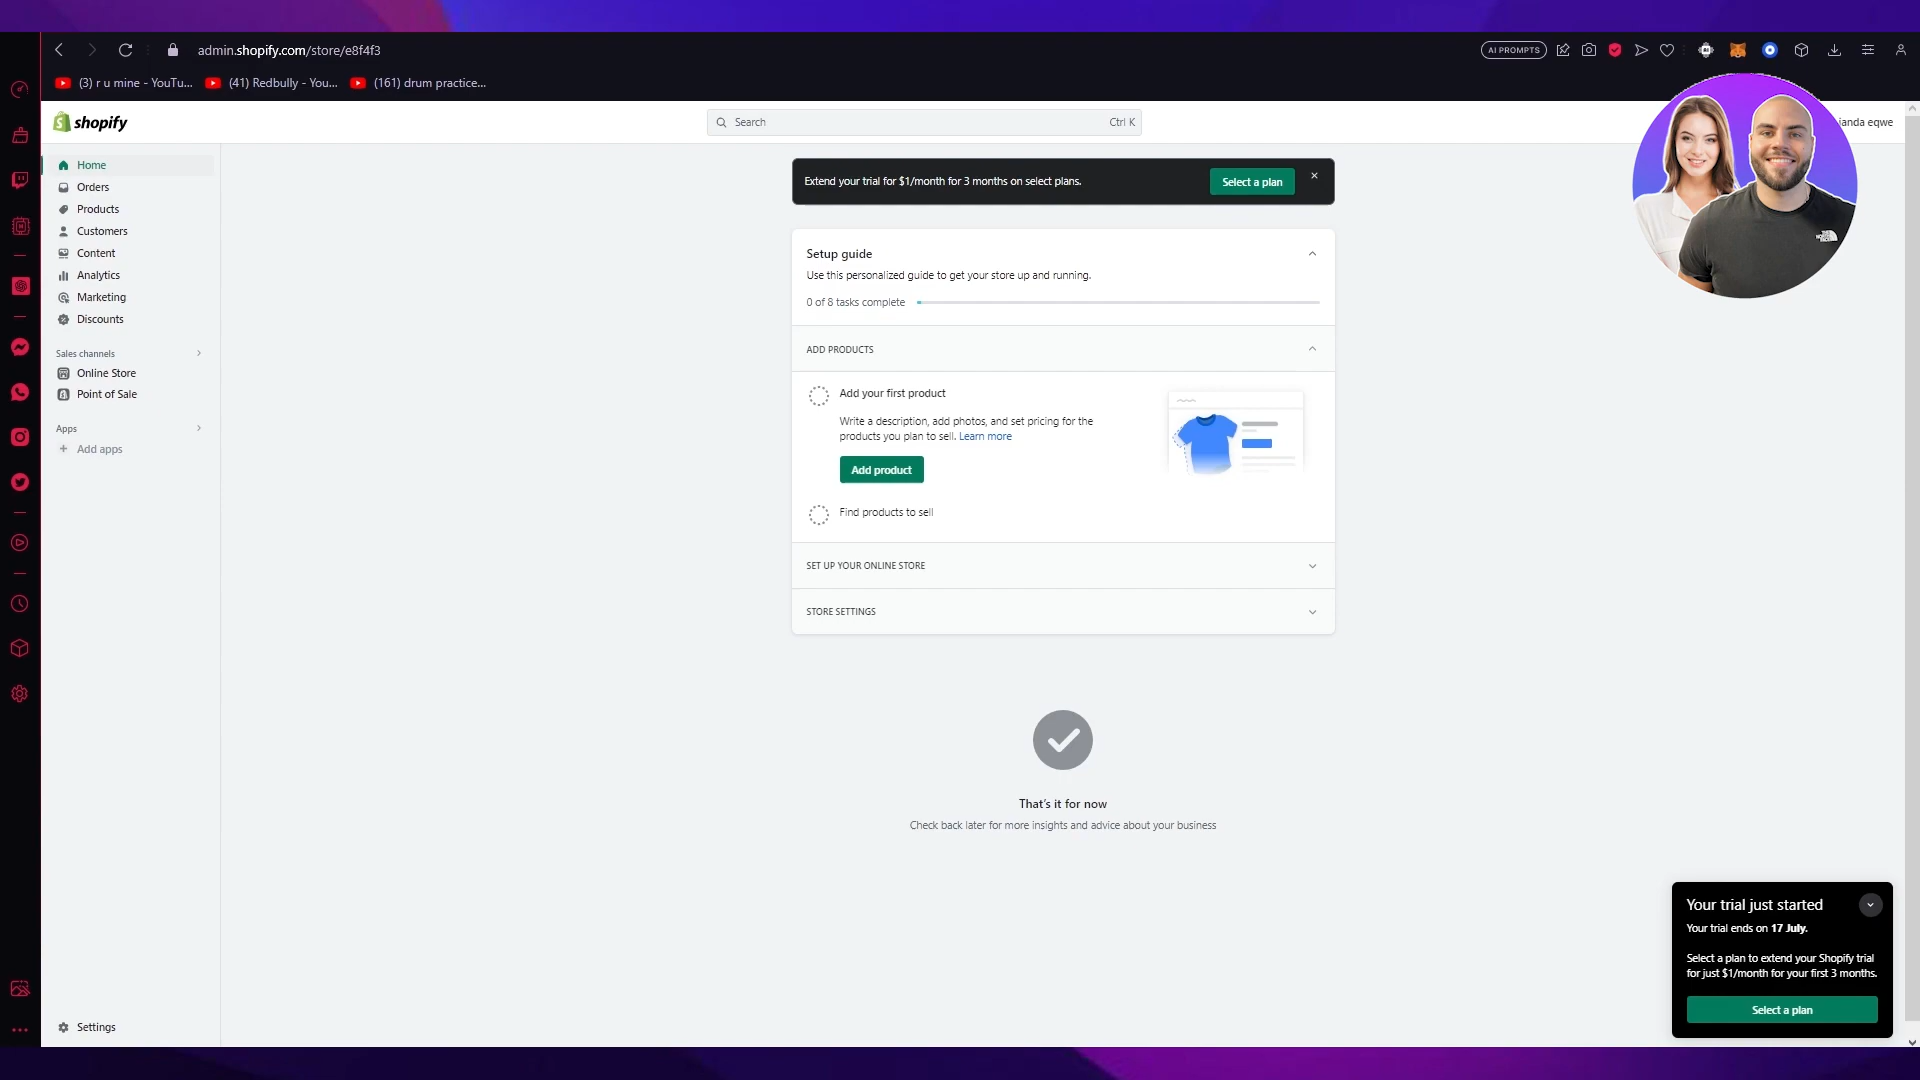 admin.shopify.com/store/e8f4f3
AI PROMPTS
(3) r u mine - YouTu...
(41) Redbully - You...
(161) drum practice...
shopify
Search
Ctrl K
ianda eqwe
Home
Orders
Products
Customers
Content
Analytics
Marketing
Discounts
Sales channels
Online Store
Point of Sale
Apps
Add apps
Settings
Extend your trial for $1/month for 3 months on select plans.
Select a plan
Setup guide
Use this personalized guide to get your store up and running.
0 of 8 tasks complete
ADD PRODUCTS
Add your first product
Write a description, add photos, and set pricing for the
products you plan to sell. Learn more
Add product
Find products to sell
SET UP YOUR ONLINE STORE
STORE SETTINGS
That's it for now
Check back later for more insights and advice about your business
Your trial just started
Your trial ends on 17 July.
Select a plan to extend your Shopify trial
for just $1/month for your first 3 months.
Select a plan